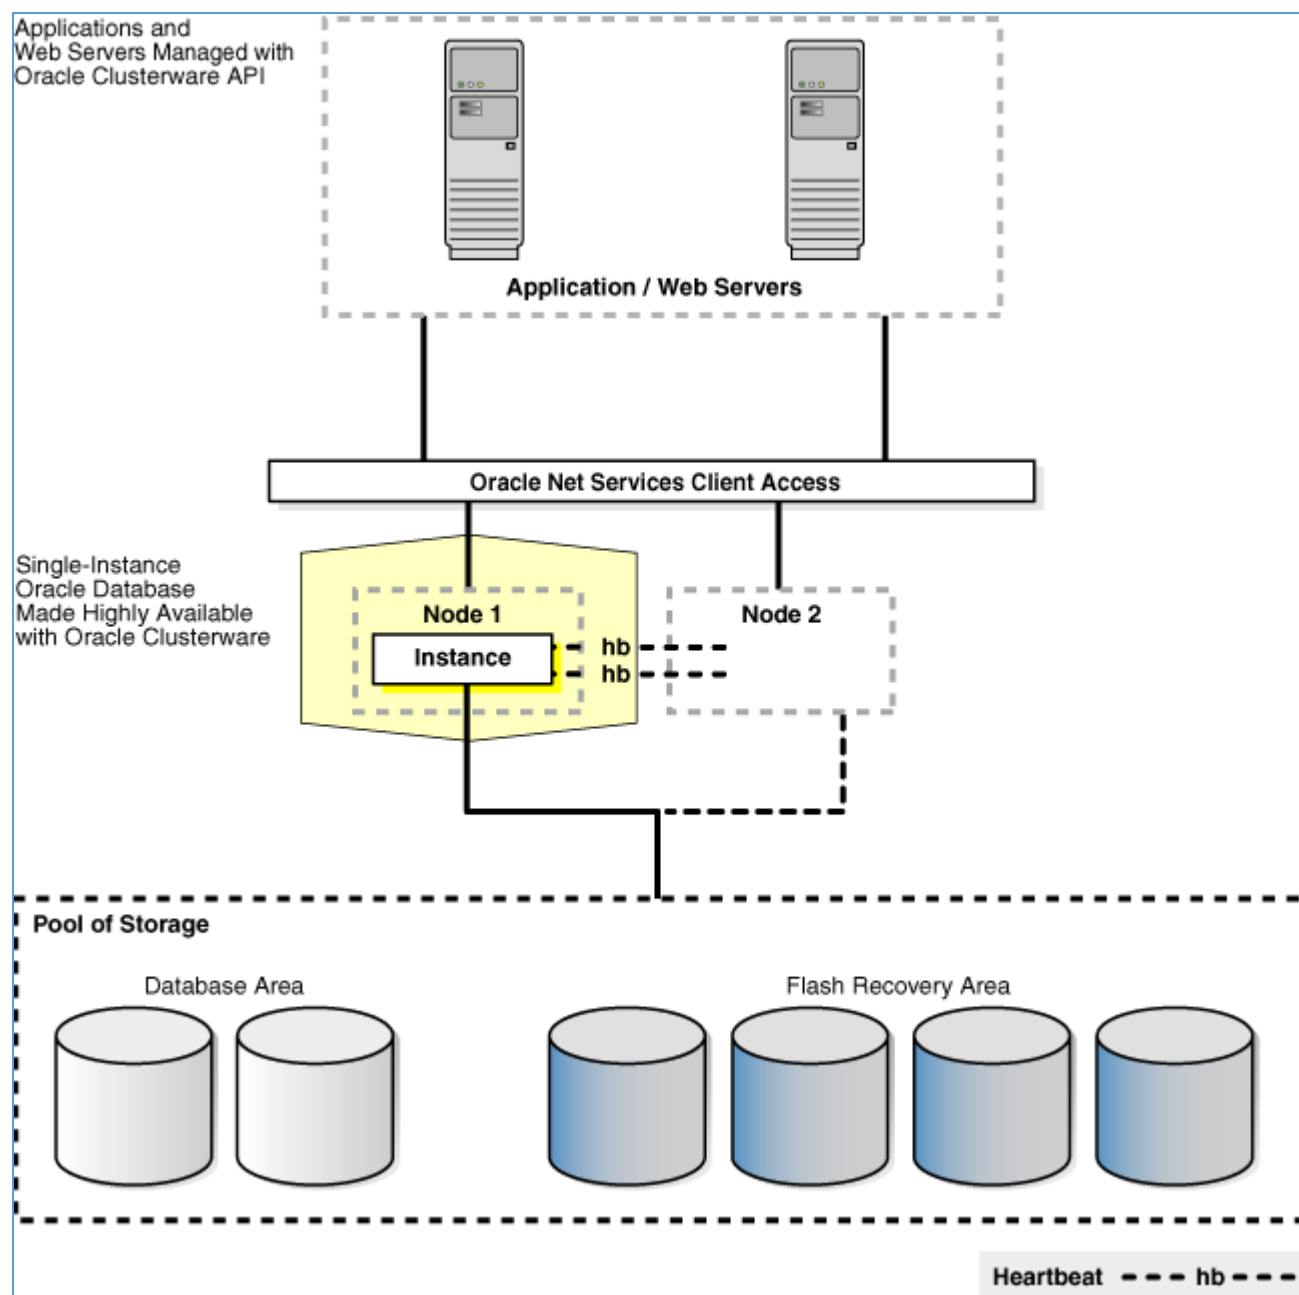 Applications and
Web Servers Managed with
Oracle Clusterware API
Application / Web Servers
Oracle Net Services Client Access
Single-Instance
Oracle Database
Made Highly Available
with Oracle Clusterware
Node 1
Instance
hb
hb
Node 2
Pool of Storage
Database Area
Flash Recovery Area
Heartbeat hb